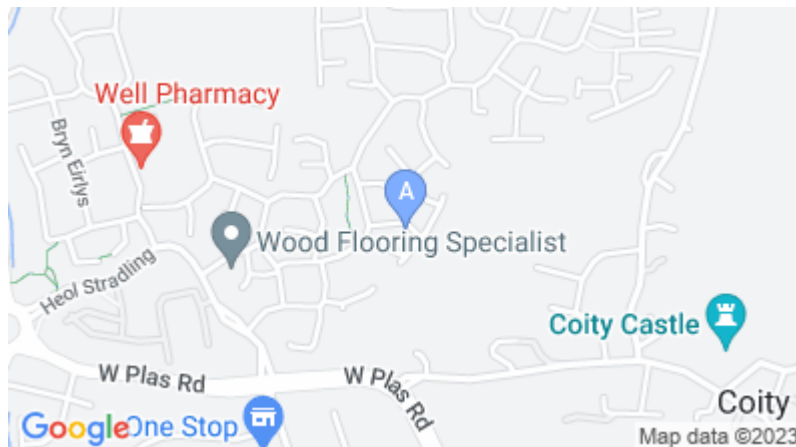 Well Pharmacy
Bryn Eirlys
A
Wood Flooring Specialist
Heol Stradling
Coity Castle
W Plas Rd
W Plas Rd
Coity
Google
One Stop
Map data ©2023